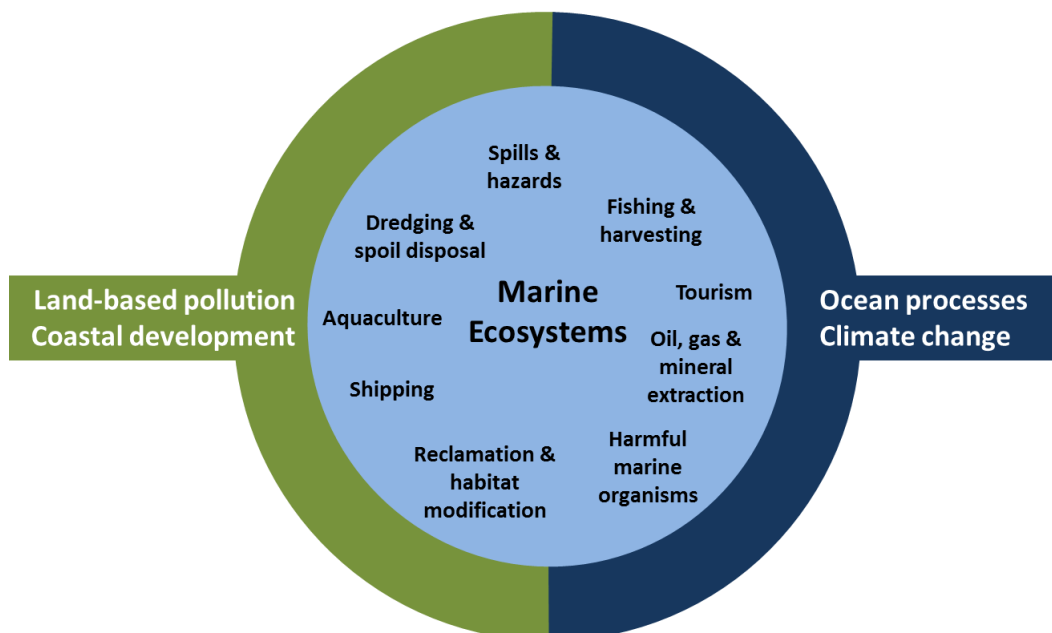 Spills &
hazards
Fishing &
harvesting
Dredging &
spoil disposal
Marine
Ecosystems
Tourism
Aquaculture
Oil, gas &
mineral
extraction
Shipping
Harmful
marine
organisms
Reclamation &
habitat
modification
Land-based pollution
Coastal development
Ocean processes
Climate change